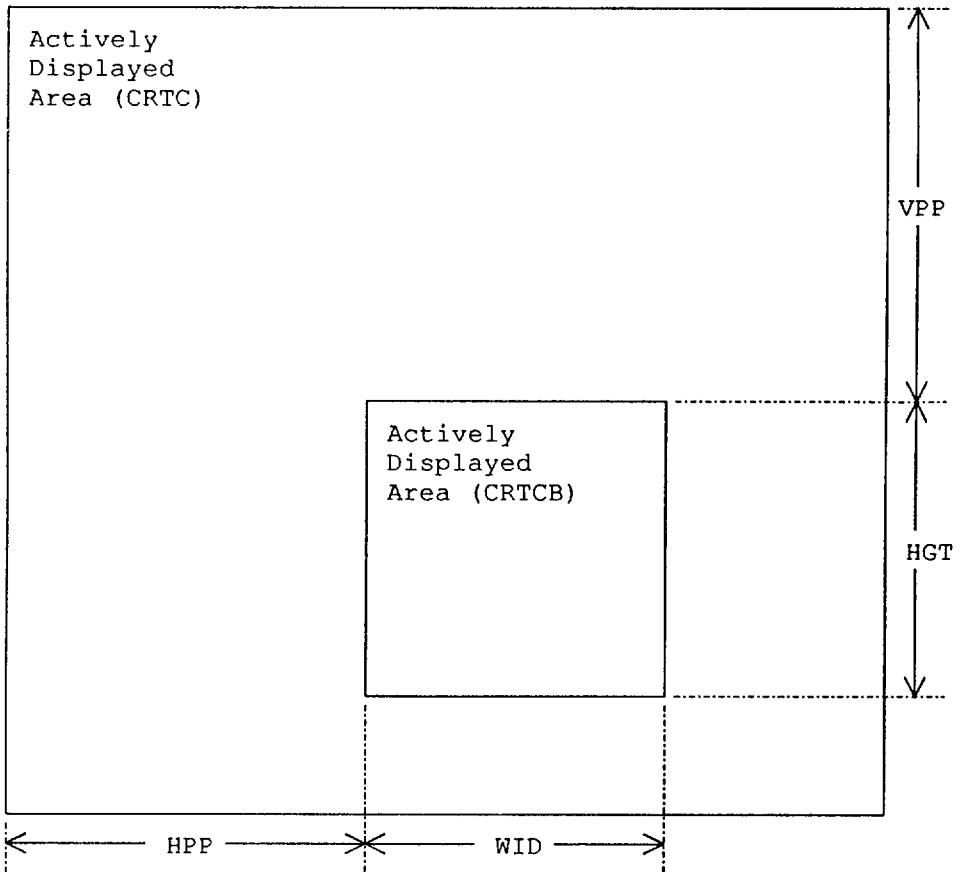 Actively
Displayed
Area (CRTC)
VPP
Actively
Displayed
Area (CRTCB)
HGT
HPP
WID